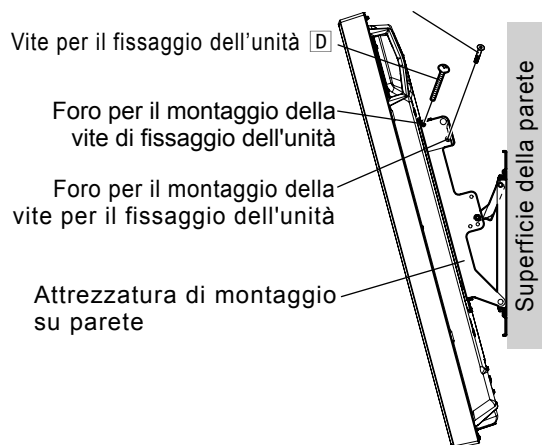 Vite per il fissaggio dell'unità D
Foro per il montaggio della
vite di fissaggio dell'unità
Foro per il montaggio della
vite per il fissaggio dell'unità
Attrezzatura di montaggio
su parete
Superficie della parete